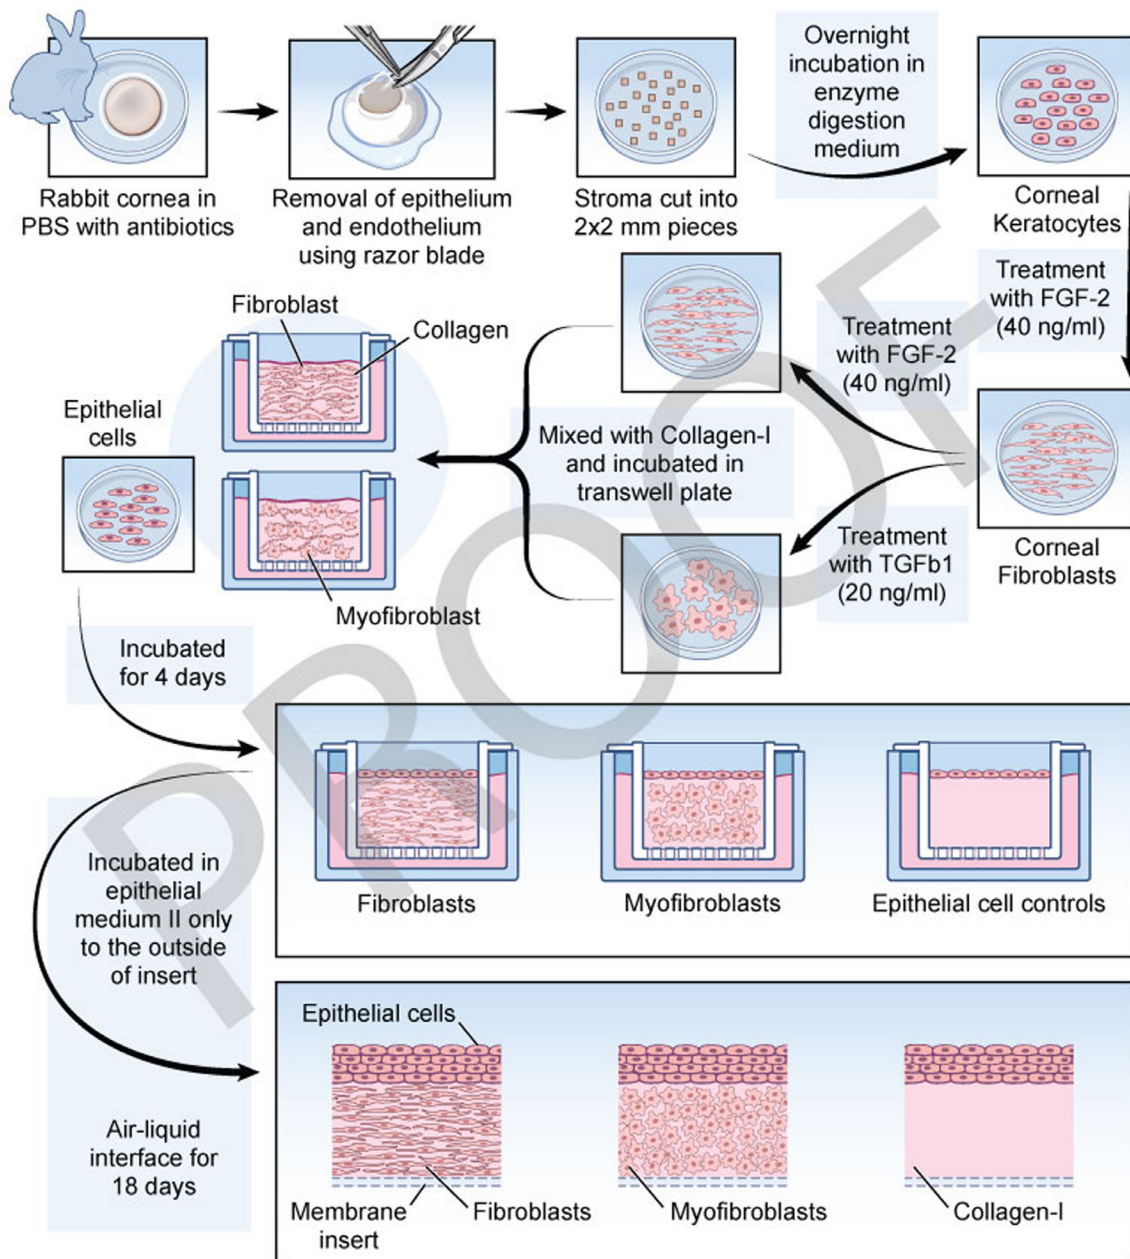 Rabbit cornea in
PBS with antibiotics
Removal of epithelium
and endothelium
using razor blade
Stroma cut into
2x2 mm pieces
Overnight
incubation in
enzyme
digestion
medium
Corneal
Keratocytes
Treatment
with FGF-2
(40 ng/ml)
Corneal
Fibroblasts
Treatment
with FGF-2
(40 ng/ml)
Treatment
with TGFb1
(20 ng/ml)
Mixed with Collagen-I
and incubated in
transwell plate
Fibroblast
Collagen
Myofibroblast
Epithelial
cells
Incubated
for 4 days
Fibroblasts
Myofibroblasts
Epithelial cell controls
Incubated in
epithelial
medium II only
to the outside
of insert
Air-liquid
interface for
18 days
Epithelial cells
Membrane
insert
Fibroblasts
Myofibroblasts
Collagen-I
PROOF